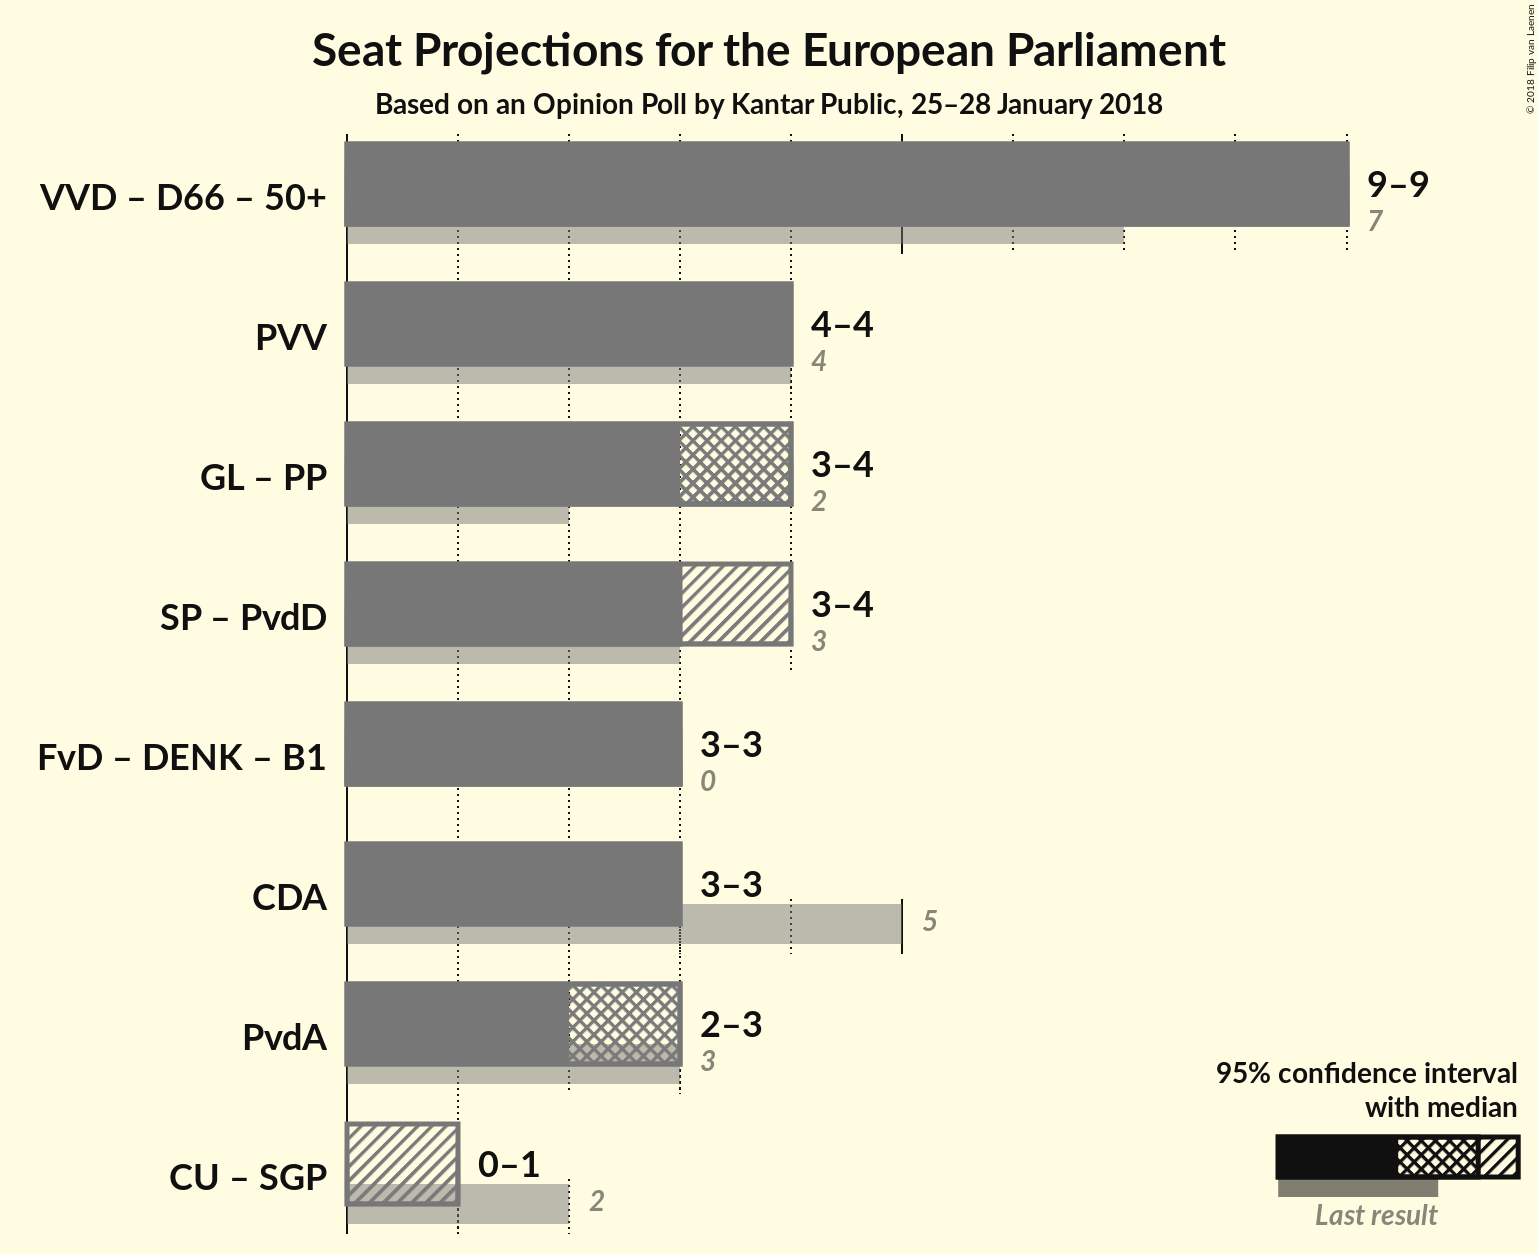 Seat Projections for the European Parliament
Based on an Opinion Poll by Kantar Public, 25–28 January 2018
© 2018 Filip van Laenen
VVD – D66 – 50+
9–9
7
PVV
4–4
4
GL – PP
3–4
2
SP – PvdD
3–4
3
FvD – DENK – B1
3–3
0
CDA
3–3
5
PvdA
2–3
3
CU – SGP
0–1
2
95% confidence interval
with median
Last result